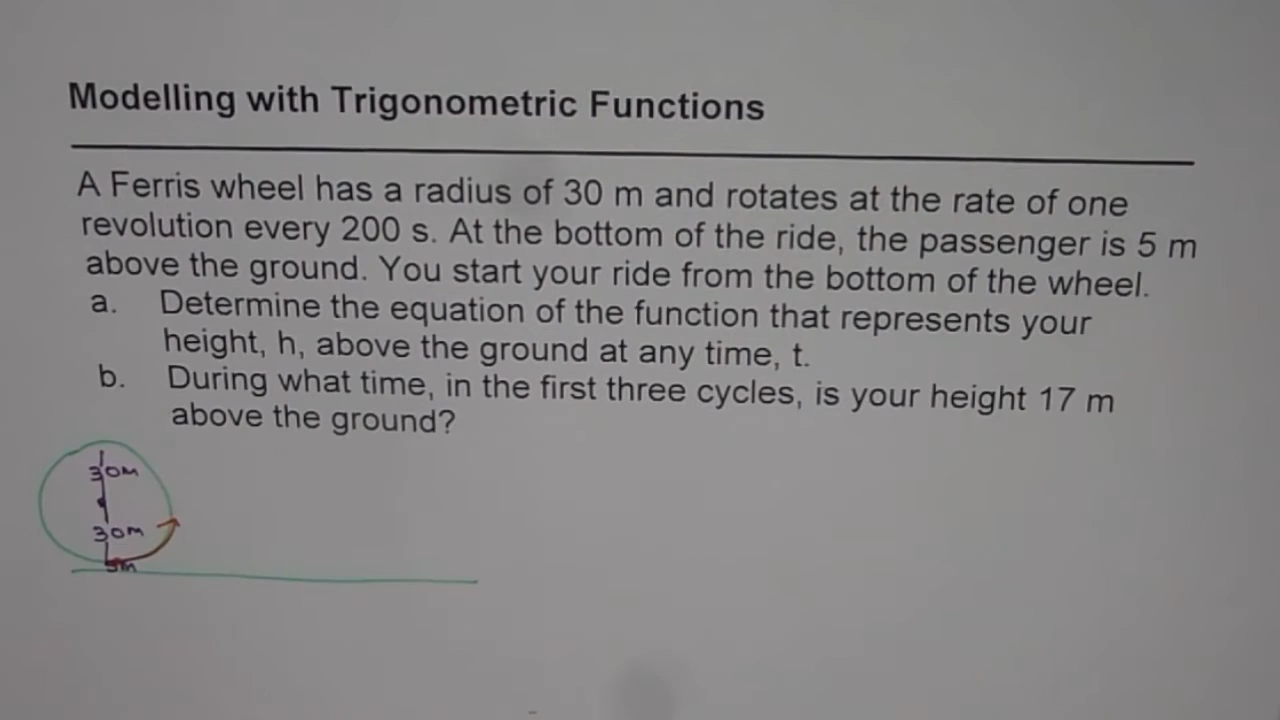 Modelling with Trigonometric Functions
A Ferris wheel has a radius of 30 m and rotates at the rate of one
revolution every 200 s. At the bottom of the ride, the passenger is 5 m
above the ground. You start your ride from the bottom of the wheel.
a. Determine the equation of the function that represents your
height, h, above the ground at any time, t.
b. During what time, in the first three cycles, is your height 17 m
above the ground?
30m
30m
5m